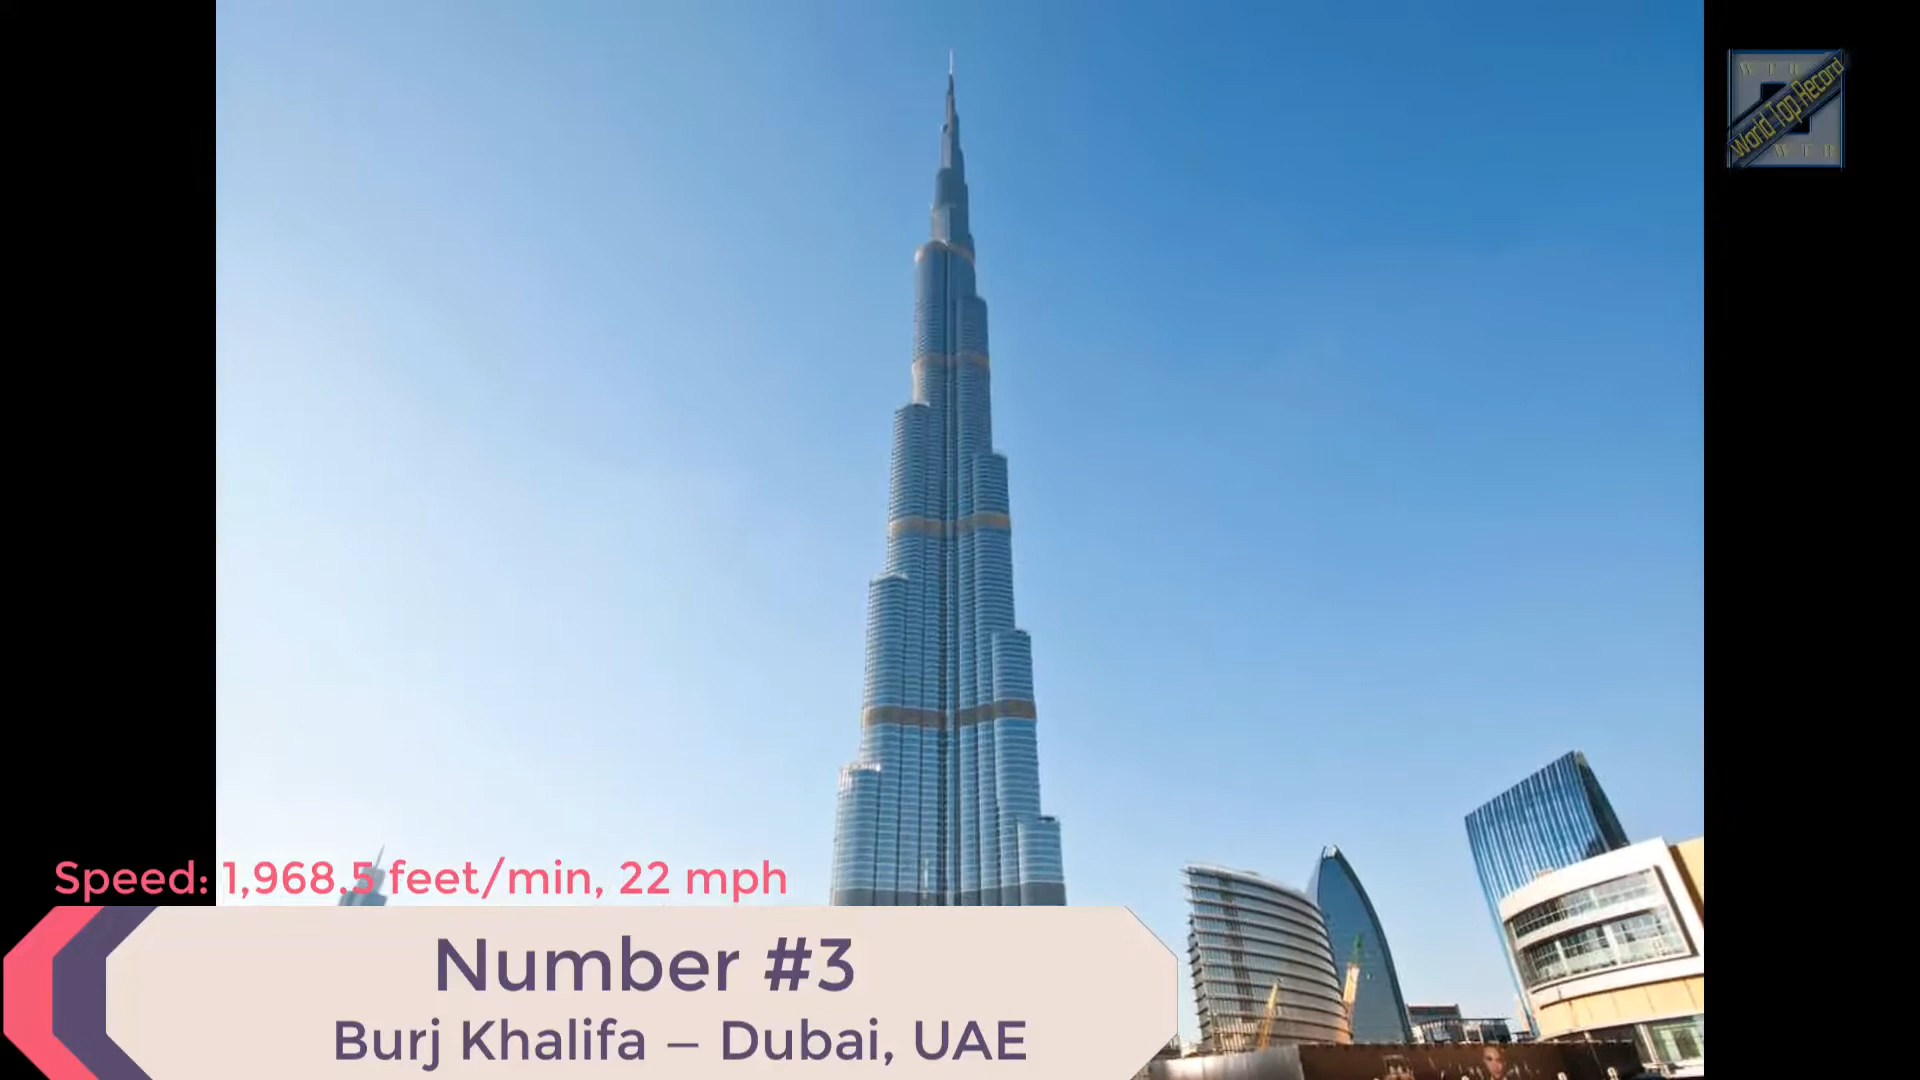 W T R
World Top Record
W T R
Speed: 1,968.5 feet/min, 22 mph
Number #3
Burj Khalifa – Dubai, UAE